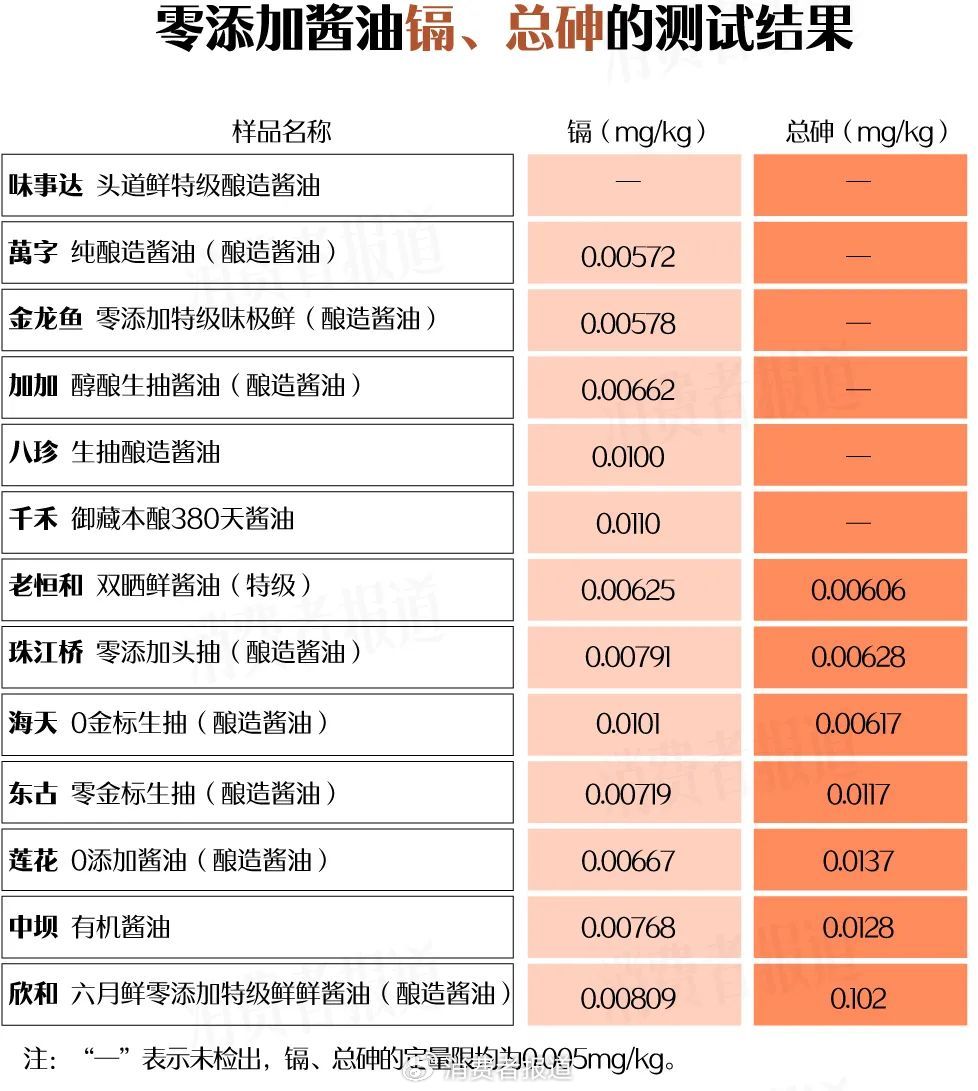 零添加酱油镉、总砷的测试结果
样品名称 镉（mg/kg） 总砷（mg/kg）
味事达 头道鲜特级酿造酱油 — —
萬字 纯酿造酱油（酿造酱油） 0.00572 —
金龙鱼 零添加特级味极鲜（酿造酱油） 0.00578 —
加加 醇酿生抽酱油（酿造酱油） 0.00662 —
八珍 生抽酿造酱油 0.0100 —
千禾 御藏本酿380天酱油 0.0110 —
老恒和 双晒鲜酱油（特级） 0.00625 0.00606
珠江桥 零添加头抽（酿造酱油） 0.00791 0.00628
海天 0金标生抽（酿造酱油） 0.0101 0.00617
东古 零金标生抽（酿造酱油） 0.00719 0.0117
莲花 0添加酱油（酿造酱油） 0.00667 0.0137
中坝 有机酱油 0.00768 0.0128
欣和 六月鲜零添加特级鲜鲜酱油（酿造酱油） 0.00809 0.102
注：“—”表示未检出，镉、总砷的定量限均为0.005mg/kg。
消费者报道